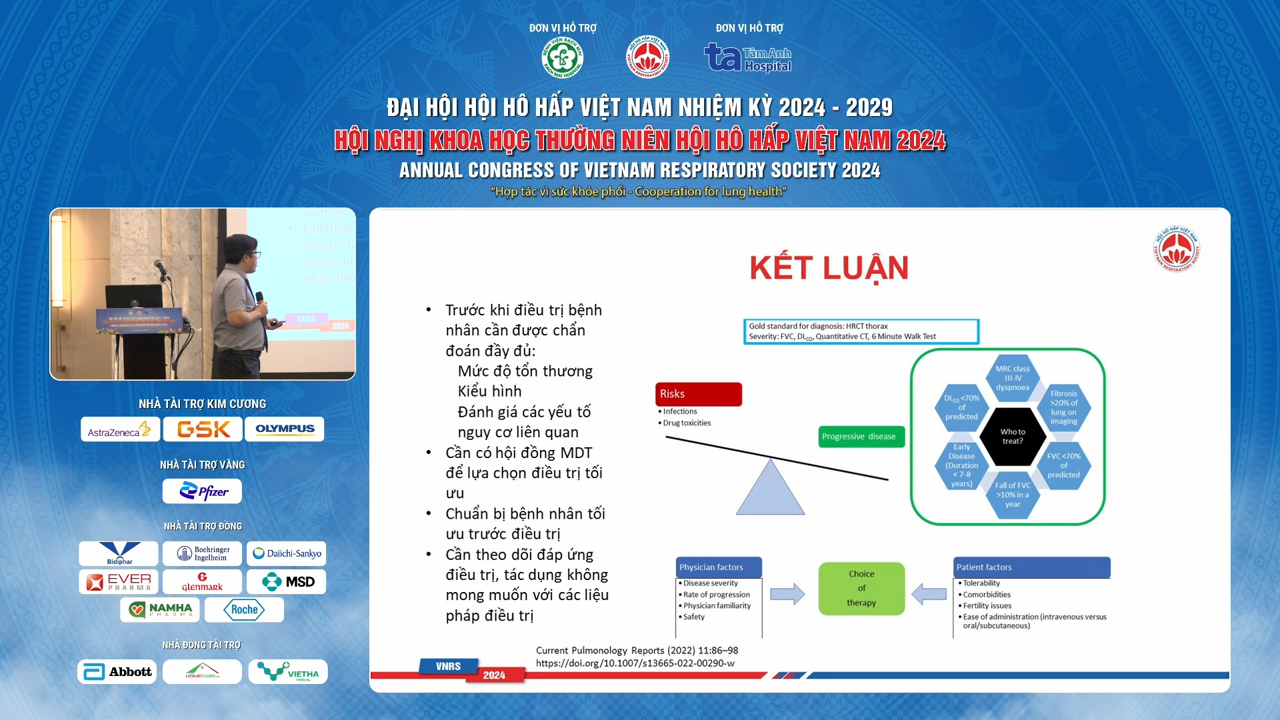 ĐƠN VỊ HỖ TRỢ
ĐƠN VỊ HỖ TRỢ
ta TâmAnh
Hospital
ĐẠI HỘI HỘI HÔ HẤP VIỆT NAM NHIỆM KỲ 2024 - 2029
HỘI NGHỊ KHOA HỌC THƯỜNG NIÊN HỘI HÔ HẤP VIỆT NAM 2024
ANNUAL CONGRESS OF VIETNAM RESPIRATORY SOCIETY 2024
"Hợp tác vì sức khỏe phổi - Cooperation for lung health"
NHÀ TÀI TRỢ KIM CƯƠNG
AstraZeneca
GSK
OLYMPUS
NHÀ TÀI TRỢ VÀNG
Pfizer
NHÀ TÀI TRỢ ĐỒNG
Bidiphar
Boehringer
Ingelheim
Daiichi-Sankyo
EVER
PHARMA
GLENMARK
MSD
NAMHA
PHARMA
Roche
NHÀ ĐỒNG TÀI TRỢ
Abbott
VIETHA
KẾT LUẬN
• Trước khi điều trị bệnh
nhân cần được chẩn
đoán đầy đủ:
Mức độ tổn thương
Kiểu hình
Đánh giá các yếu tố
nguy cơ liên quan
• Cần có hội đồng MDT
để lựa chọn điều trị tối
ưu
• Chuẩn bị bệnh nhân tối
ưu trước điều trị
• Cần theo dõi đáp ứng
điều trị, tác dụng không
mong muốn với các liệu
pháp điều trị
Gold standard for diagnosis: HRCT thorax
Severity: FVC, DLCO, Quantitative CT, 6 Minute Walk Test
Risks
• Infections
• Drug toxicities
Progressive disease
MRC class
III-IV
dyspnoea
DLCO <70%
of
predicted
Fibrosis
>20% of
lung on
imaging
Who to
treat?
Early
Disease
(Duration
< 7-8
years)
FVC <70%
of
predicted
Fall of FVC
>10% in a
year
Physician factors
• Disease severity
• Rate of progression
• Physician familiarity
• Safety
Choice
of
therapy
Patient factors
• Tolerability
• Comorbidities
• Fertility issues
• Ease of administration (intravenous versus
oral/subcutaneous)
Current Pulmonology Reports (2022) 11:86–98
https://doi.org/10.1007/s13665-022-00290-w
VNRS
2024